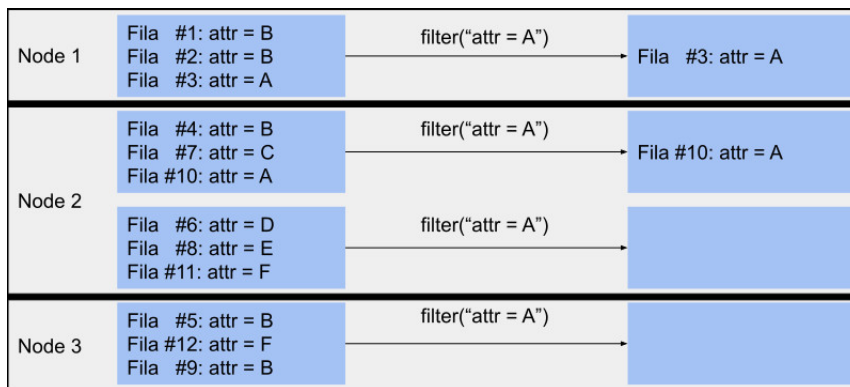 Node 1
Fila #1: attr = B
Fila #2: attr = B
Fila #3: attr = A
filter(“attr = A”)
Fila #3: attr = A
Node 2
Fila #4: attr = B
Fila #7: attr = C
Fila #10: attr = A
filter(“attr = A”)
Fila #10: attr = A
Fila #6: attr = D
Fila #8: attr = E
Fila #11: attr = F
filter(“attr = A”)
Node 3
Fila #5: attr = B
Fila #12: attr = F
Fila #9: attr = B
filter(“attr = A”)